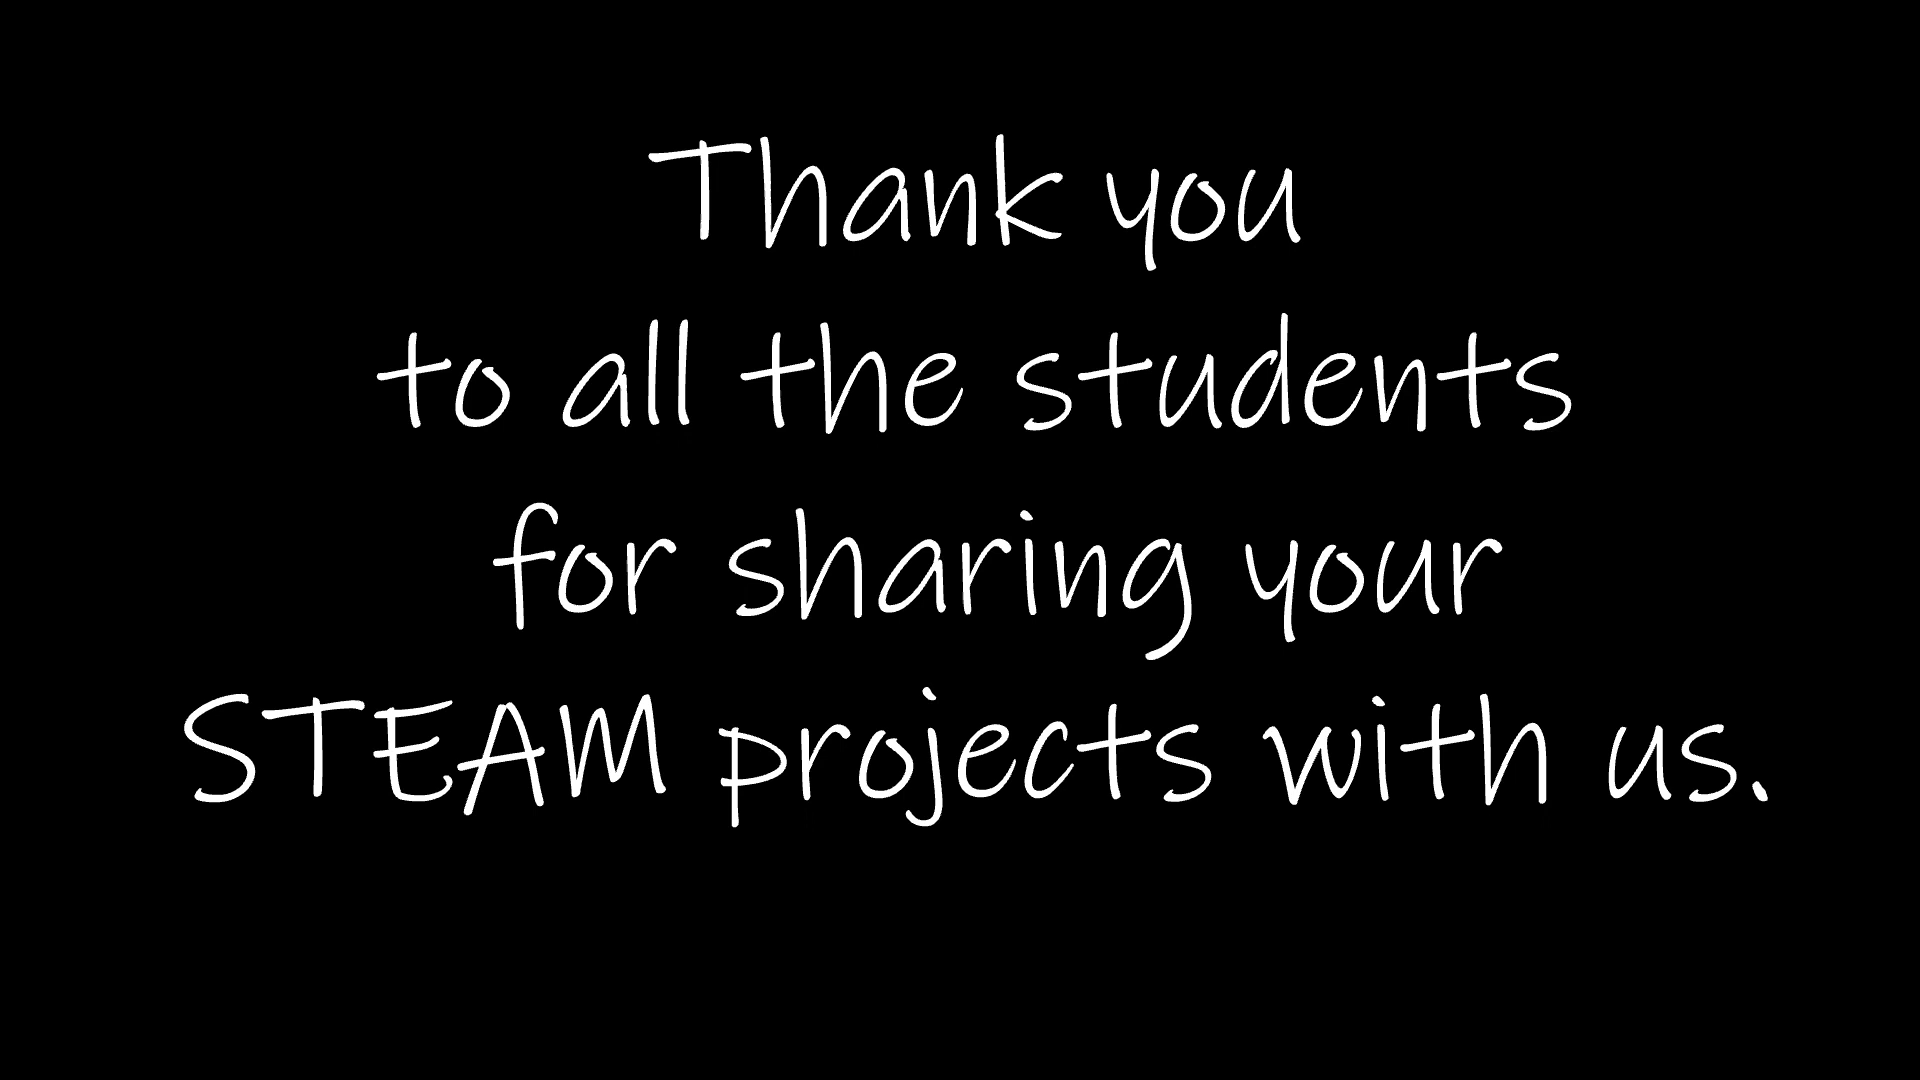 Thank you
to all the students
for sharing your
STEAM projects with us.